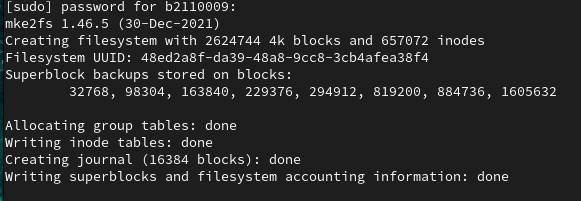 [sudo] password for b2110009:
mke2fs 1.46.5 (30-Dec-2021)
Creating filesystem with 2624744 4k blocks and 657072 inodes
Filesystem UUID: 48ed2a8f-da39-48a8-9cc8-3cb4afea38f4
Superblock backups stored on blocks:
        32768, 98304, 163840, 229376, 294912, 819200, 884736, 1605632

Allocating group tables: done
Writing inode tables: done
Creating journal (16384 blocks): done
Writing superblocks and filesystem accounting information: done